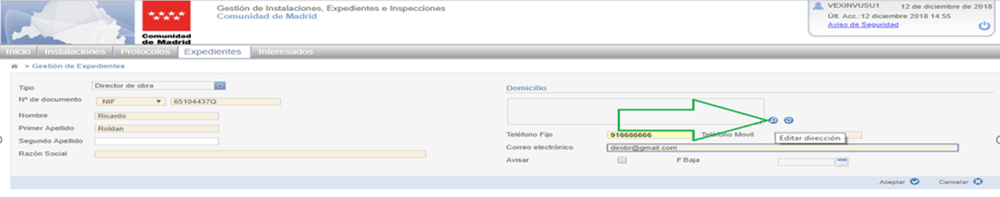 Gestión de Instalaciones, Expedientes e Inspecciones
Comunidad de Madrid
Comunidad
de Madrid
VEXINVUSU1 12 de diciembre de 2018
Últ. Acc.:12 diciembre 2018 14:55
Aviso de Seguridad
Inicio Instalaciones Protocolos Expedientes Interesados
> Gestión de Expedientes
Tipo Director de obra
Nº de documento NIF 65104437Q
Nombre Ricardo
Primer Apellido Roldan
Segundo Apellido
Razón Social
Domicilio
Editar dirección
Teléfono Fijo 916666666 Teléfono Movil
Correo electrónico dirobr@gmail.com
Avisar F.Baja
Aceptar Cancelar